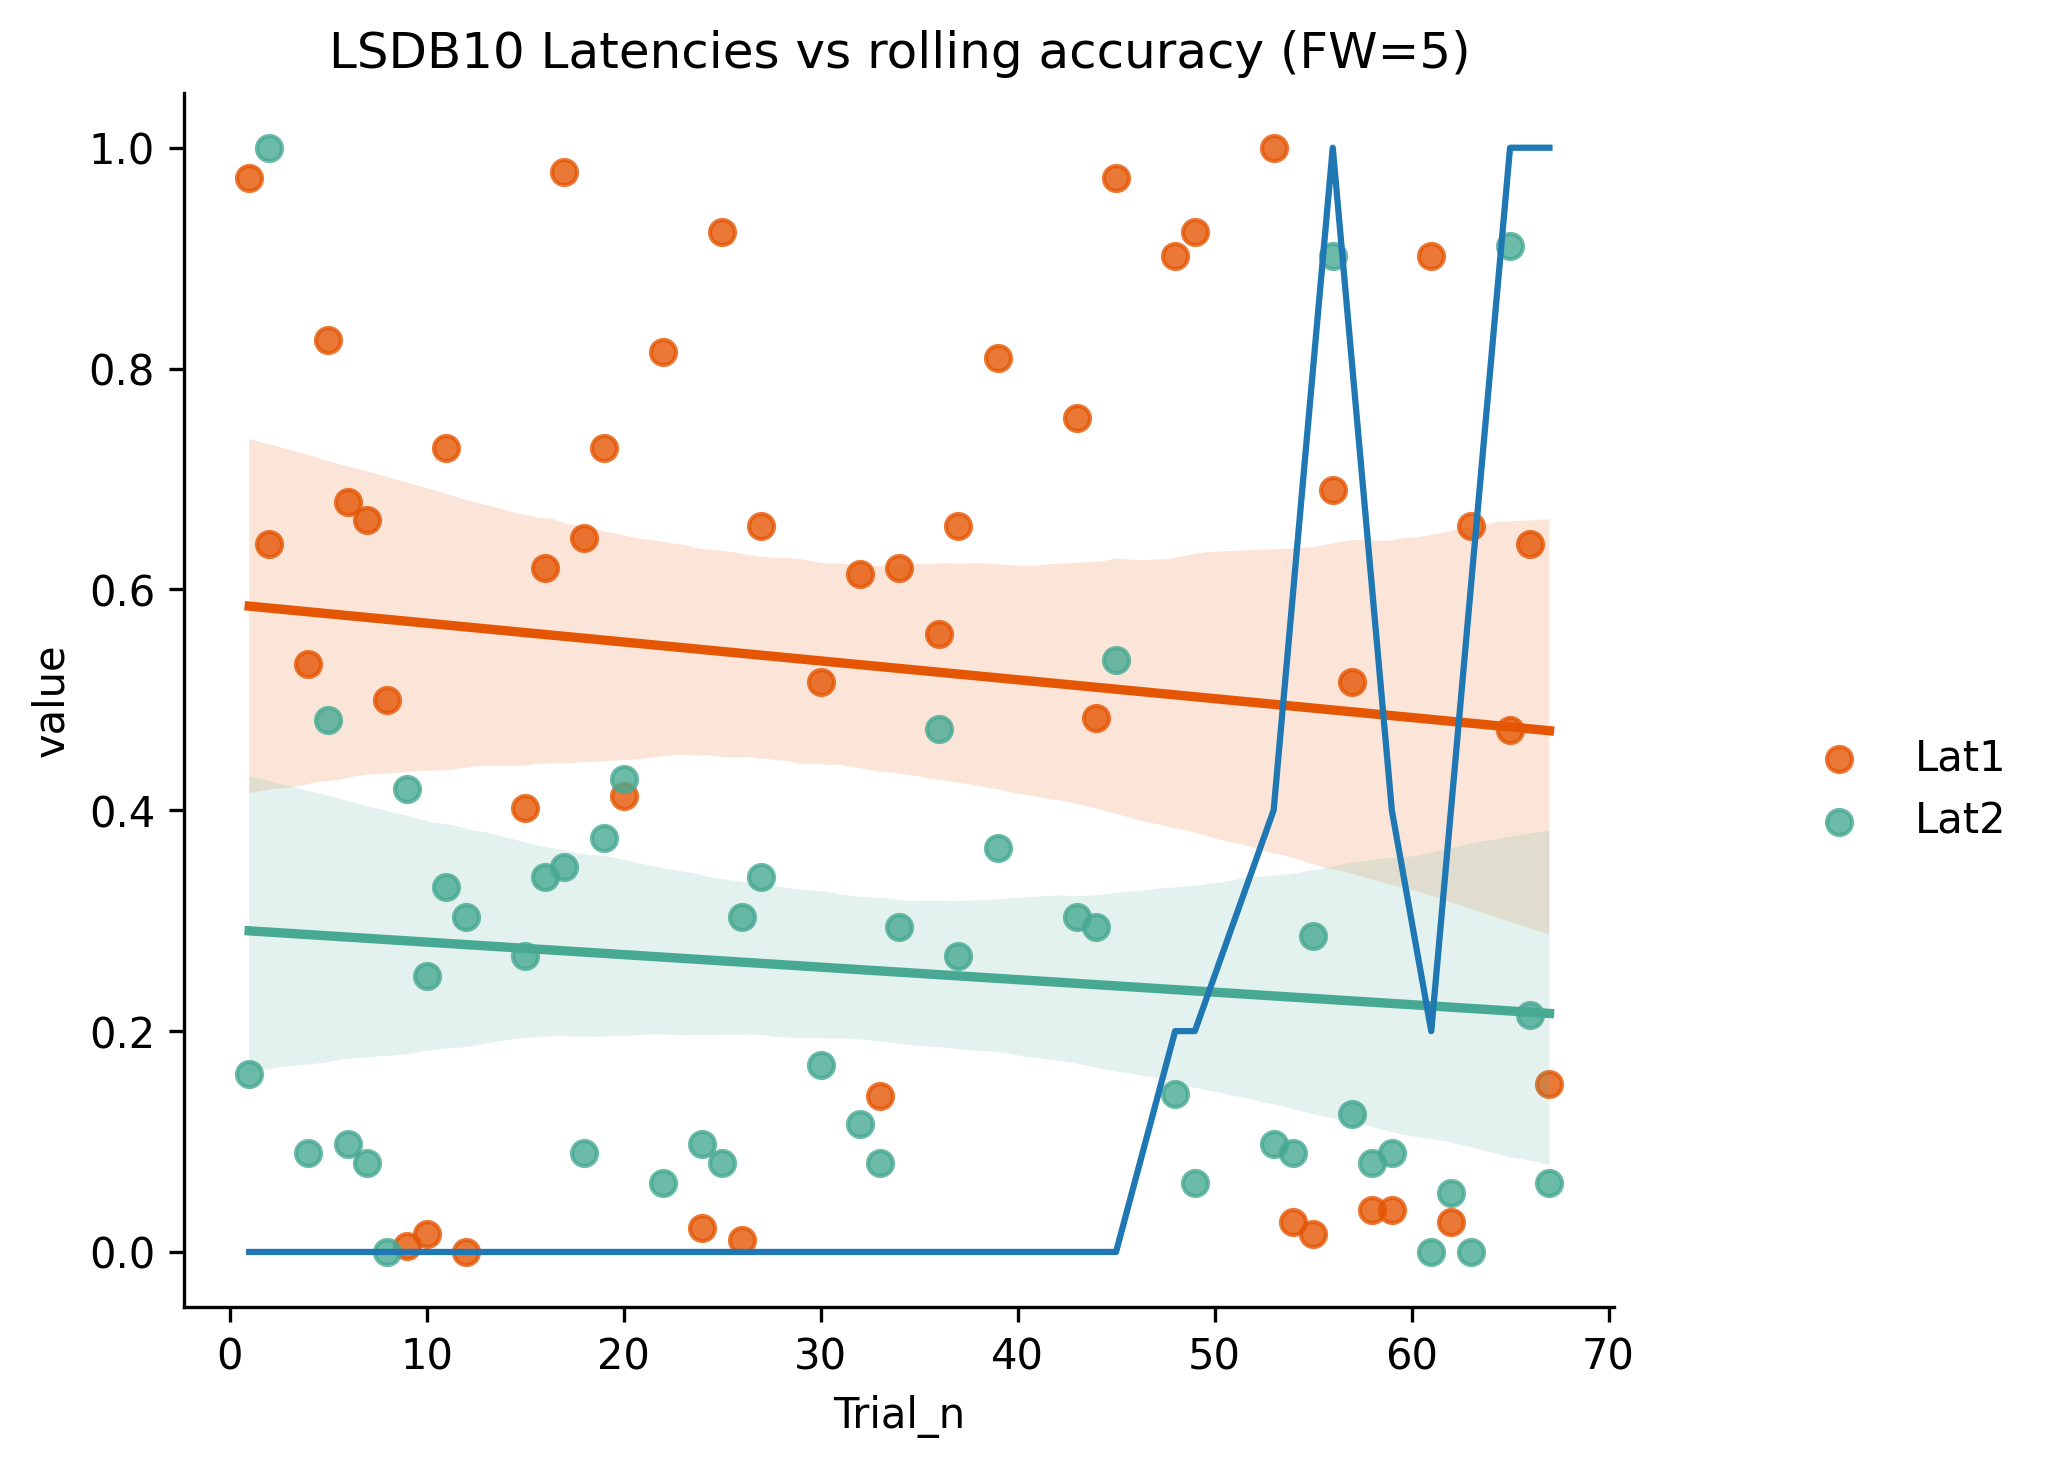 LSDB10 Latencies vs rolling accuracy (FW=5)
1.0
0.8
0.6
0.4
0.2
0.0
value
0 10 20 30 40 50 60 70
Trial_n
Lat1
Lat2